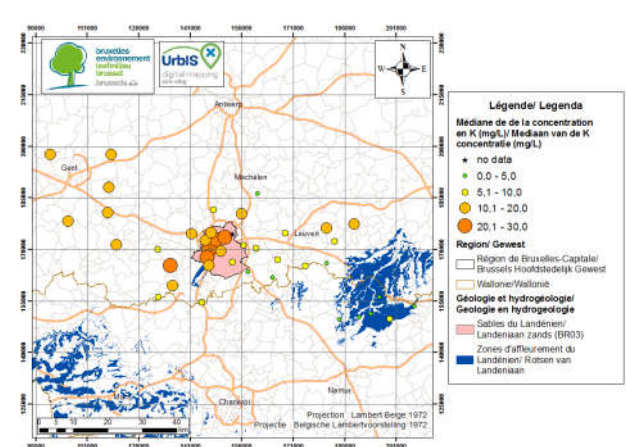 bruxelles
environnement
leefmilieu
brussel
UrbIS
digital mapping
N
W
E
S
Antwerp
Gent
Mechelen
Leuven
Namur
Charleroi
Projection : Lambert Belge 1972
Projectie : Belgische Lambertvoorstelling 1972
Légende/ Legenda
Médiane de de la concentration
en K (mg/L)/ Mediaan van de K
concentratie (mg/L)
no data
0,0 - 5,0
5,1 - 10,0
10,1 - 20,0
20,1 - 30,0
Region/ Gewest
Région de Bruxelles-Capitale/
Brussels Hoofdstedelijk Gewest
Wallonie/Wallonië
Géologie et hydrogéologie/
Geologie en hydrogeologie
Sables du Landénien/
Landeniaan zands (BR03)
Zones d'affleurement du
Landénien/ Rotsen van
Landeniaan